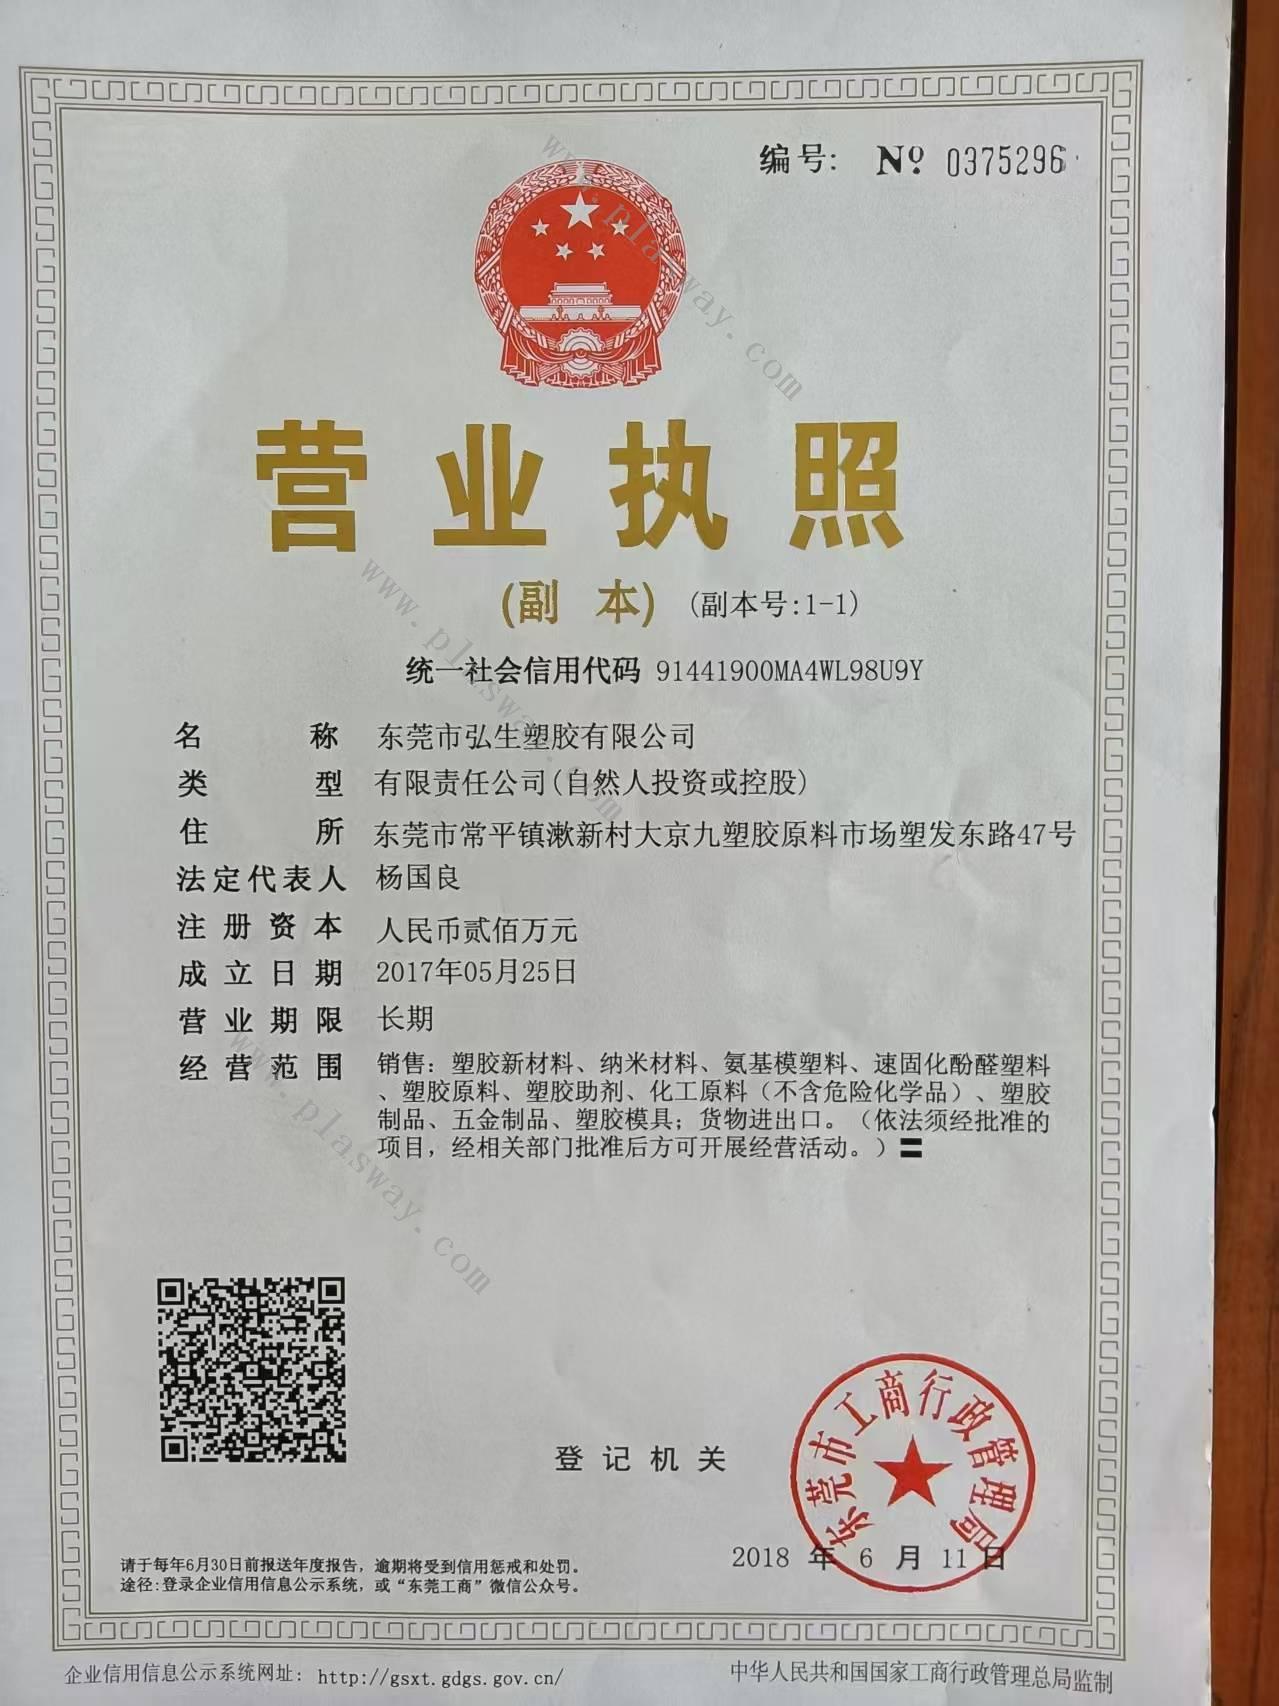 编号: Nº 0375296
营业执照
(副 本) (副本号:1-1)
统一社会信用代码 91441900MA4WL98U9Y
名称 东莞市弘生塑胶有限公司
类型 有限责任公司(自然人投资或控股)
住所 东莞市常平镇漱新村大京九塑胶原料市场塑发东路47号
法定代表人 杨国良
注册资本 人民币贰佰万元
成立日期 2017年05月25日
营业期限 长期
经营范围 销售：塑胶新材料、纳米材料、氨基模塑料、速固化酚醛塑料
、塑胶原料、塑胶助剂、化工原料（不含危险化学品）、塑胶
制品、五金制品、塑胶模具；货物进出口。（依法须经批准的
项目，经相关部门批准后方可开展经营活动。）〓
登记机关
东莞市工商行政管理局
2018 年 6 月 11 日
请于每年6月30日前报送年度报告，逾期将受到信用惩戒和处罚。
途径:登录企业信用信息公示系统，或“东莞工商”微信公众号。
企业信用信息公示系统网址：http://gsxt.gdgs.gov.cn/
中华人民共和国国家工商行政管理总局监制
www.plasway.com
www.plasway.com
www.plasway.com